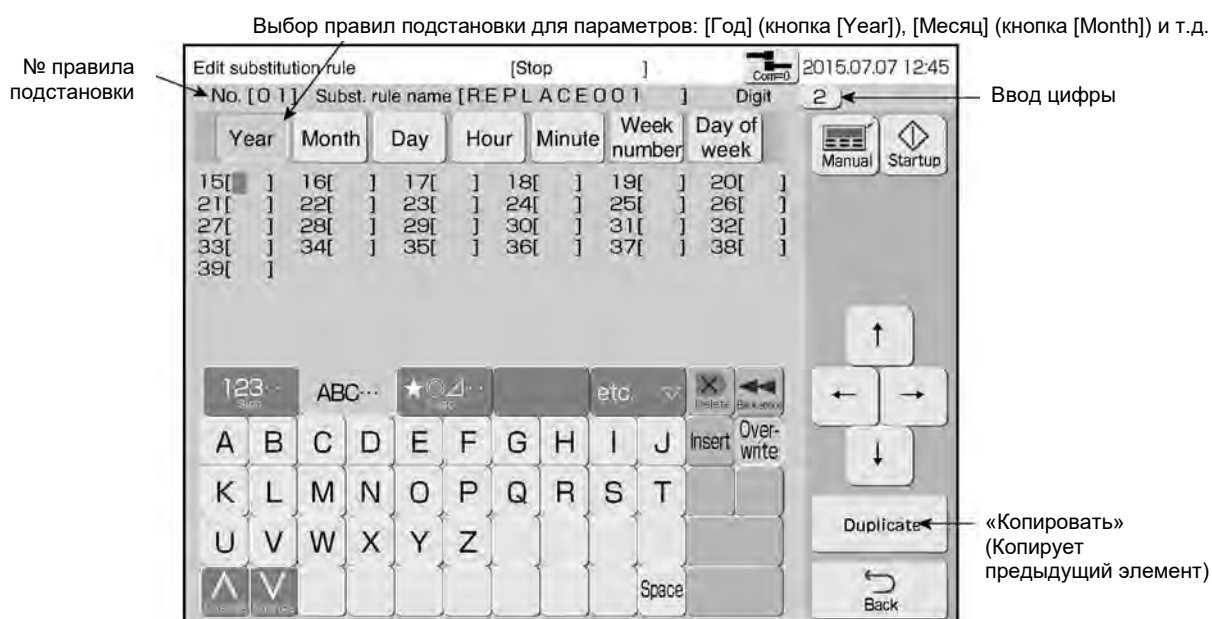 Выбор правил подстановки для параметров: [Год] (кнопка [Year]), [Месяц] (кнопка [Month]) и т.д.
№ правила
подстановки
Edit substitution rule [Stop ] Com=0 2015.07.07 12:45
No. [0 1] Subst. rule name [REPLACE001 ] Digit 2
Ввод цифры
Year Month Day Hour Minute Week number Day of week
Manual Startup
15[ ] 16[ ] 17[ ] 18[ ] 19[ ] 20[ ]
21[ ] 22[ ] 23[ ] 24[ ] 25[ ] 26[ ]
27[ ] 28[ ] 29[ ] 30[ ] 31[ ] 32[ ]
33[ ] 34[ ] 35[ ] 36[ ] 37[ ] 38[ ]
39[ ]
↑
← →
↓
123·· ABC··· ★○⊿·· etc. ▽ Delete
A B C D E F G H I J Insert Over-write
K L M N O P Q R S T
U V W X Y Z
Space
Duplicate
Back
«Копировать»
(Копирует
предыдущий элемент)